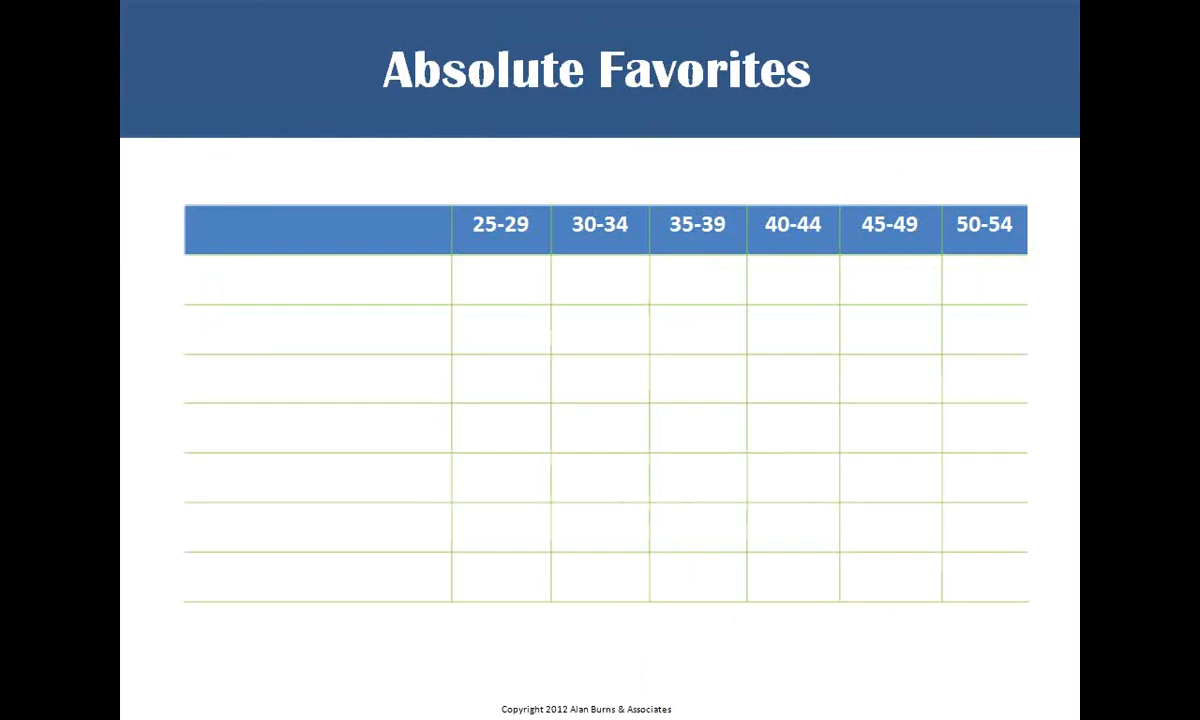 Absolute Favorites
25-29 30-34 35-39 40-44 45-49 50-54
Copyright 2012 Alan Burns & Associates